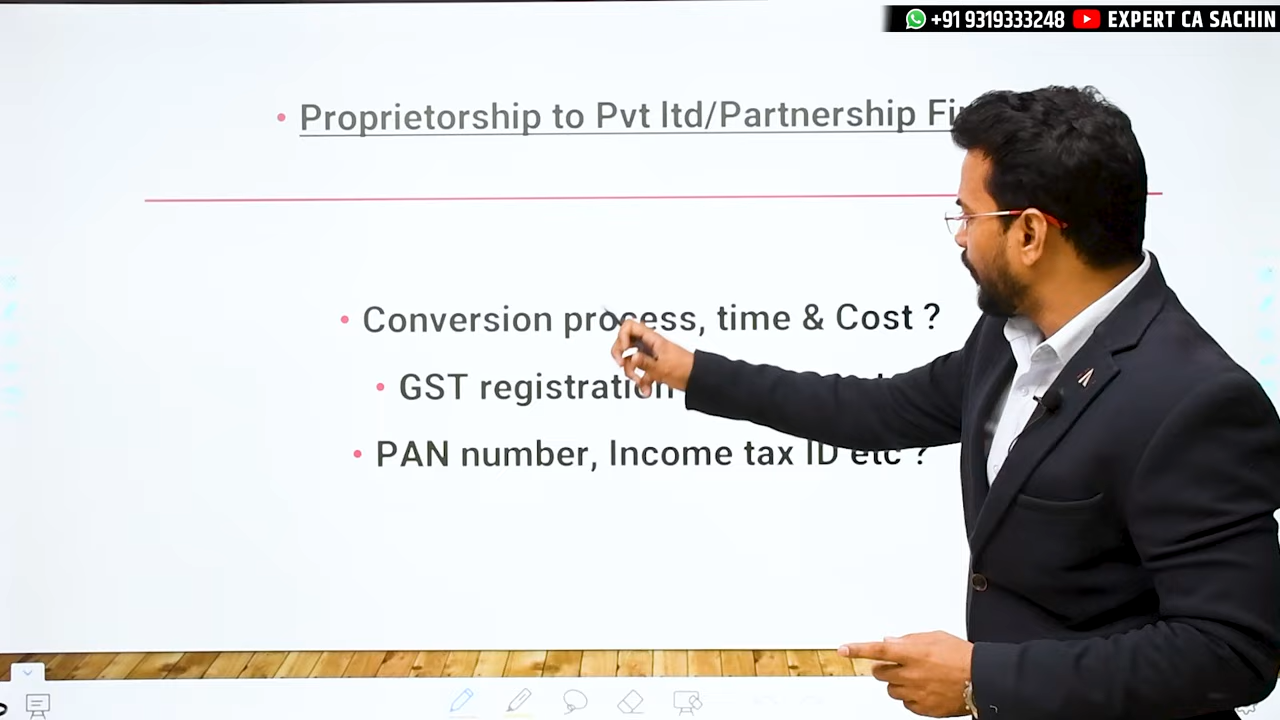 +91 9319333248 EXPERT CA SACHIN
• Proprietorship to Pvt ltd/Partnership
• Conversion process, time & Cost ?
• GST registration
• PAN number, Income tax ID etc ?